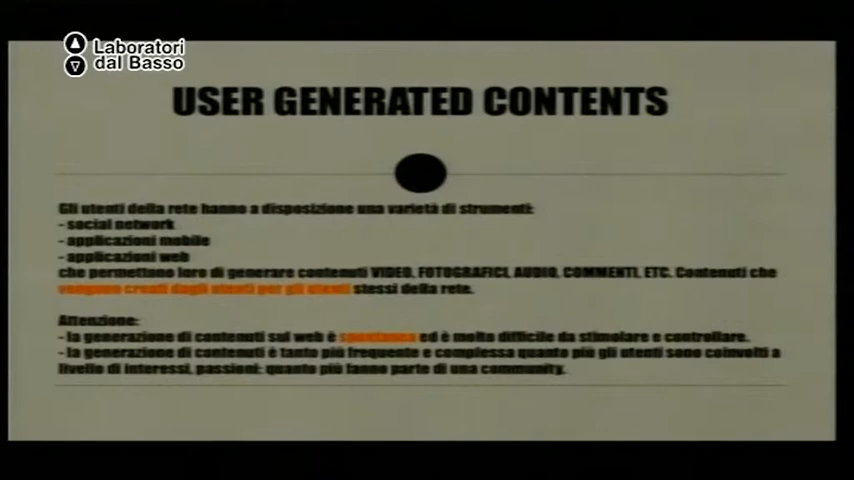 Laboratori
dal Basso
USER GENERATED CONTENTS
Gli utenti della rete hanno a disposizione una varietà di strumenti:
- social network
- applicazioni mobile
- applicazioni web
che permettono loro di generare contenuti VIDEO, FOTOGRAFICI, AUDIO, COMMENTI, ETC. Contenuti che
vengono creati dagli utenti per gli utenti stessi della rete.
Attenzione:
- la generazione di contenuti sul web è spontanea ed è molto difficile da stimolare e controllare.
- la generazione di contenuti è tanto più frequente e complessa quanto più gli utenti sono coinvolti a
livello di interessi, passioni: quanto più fanno parte di una community.